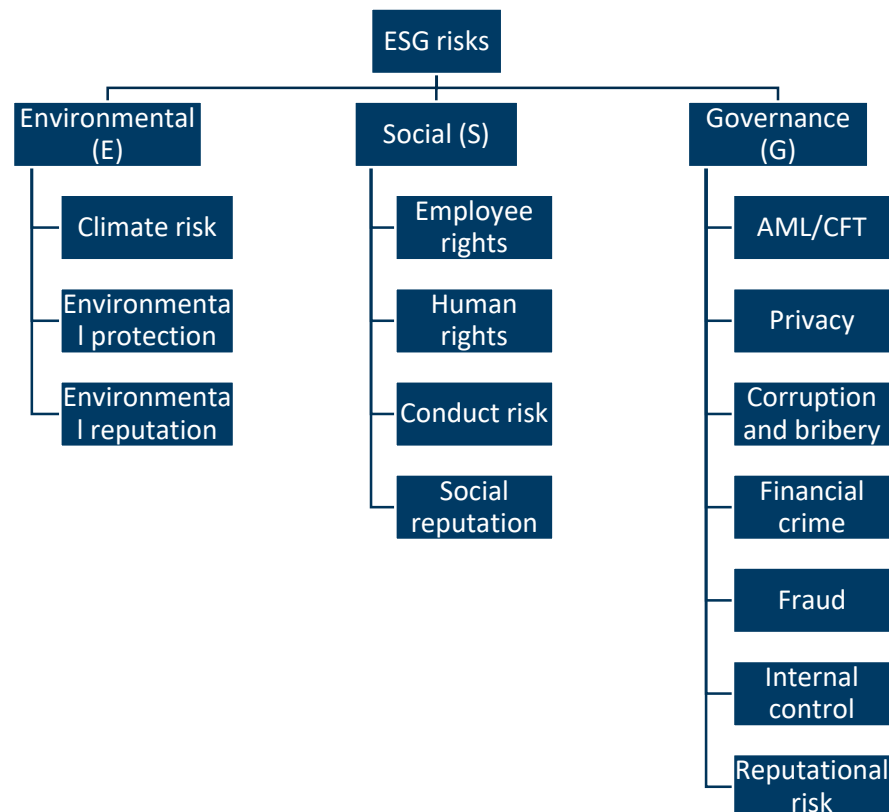 ESG risks
Environmental
(E)
Climate risk
Environmenta
l protection
Environmenta
l reputation
Social (S)
Employee
rights
Human
rights
Conduct risk
Social
reputation
Governance
(G)
AML/CFT
Privacy
Corruption
and bribery
Financial
crime
Fraud
Internal
control
Reputational
risk